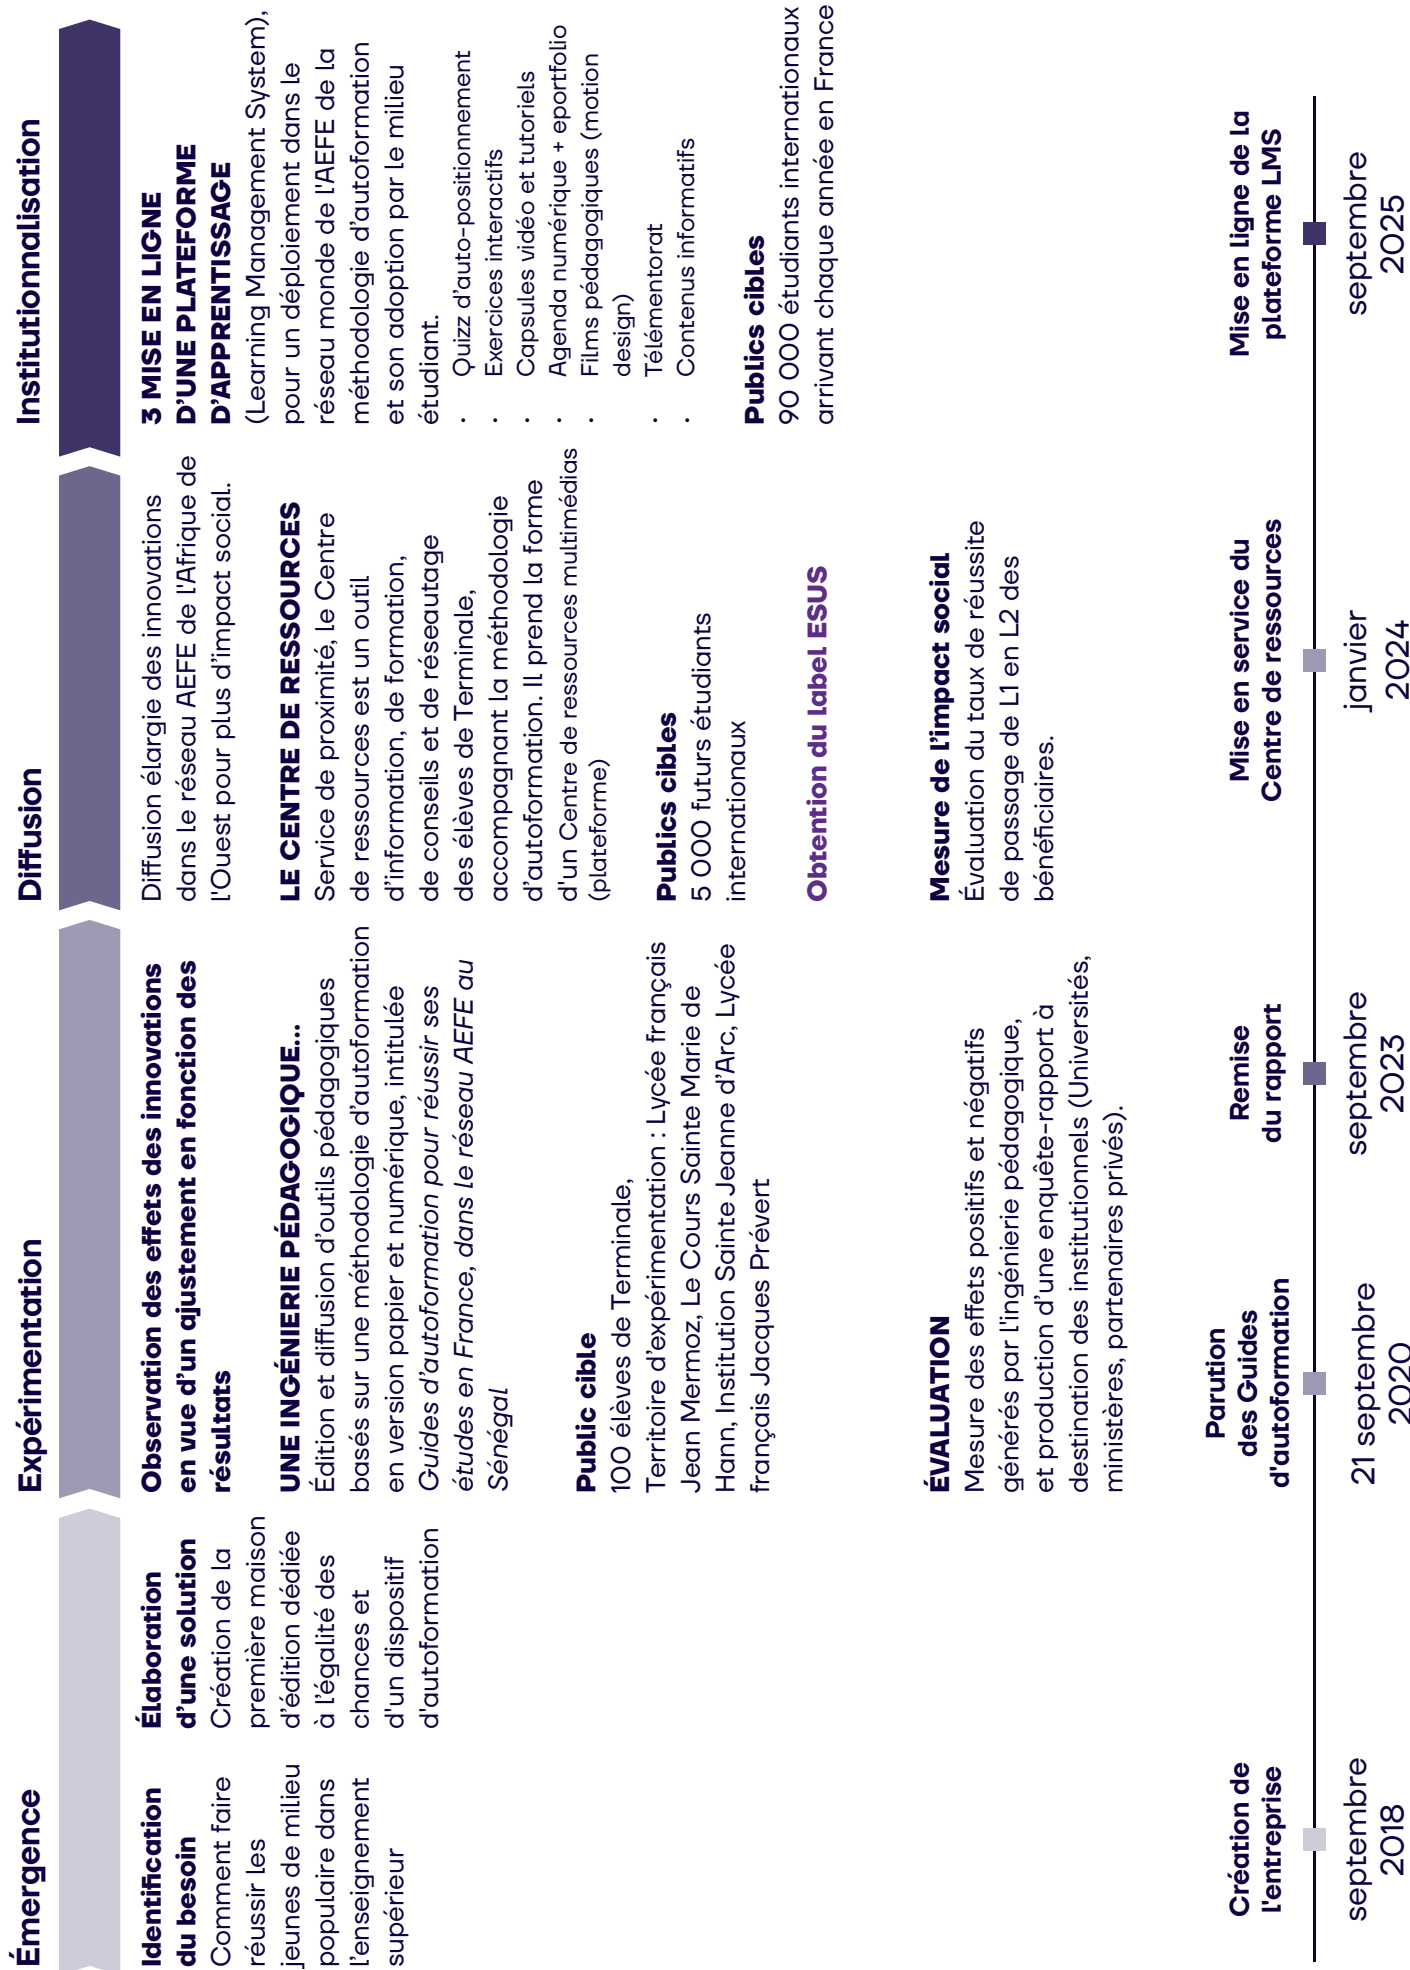 Émergence
Identification
du besoin
Comment faire
réussir les
jeunes de milieu
populaire dans
l'enseignement
supérieur
Élaboration
d’une solution
Création de la
première maison
d'édition dédiée
à l'égalité des
chances et
d'un dispositif
d'autoformation
Expérimentation
Observation des effets des innovations
en vue d’un ajustement en fonction des
résultats
UNE INGÉNIERIE PÉDAGOGIQUE...
Édition et diffusion d’outils pédagogiques
basés sur une méthodologie d’autoformation
en version papier et numérique, intitulée
Guides d'autoformation pour réussir ses
études en France, dans le réseau AEFE au
Sénégal
Public cible
100 élèves de Terminale,
Territoire d'expérimentation : Lycée français
Jean Mermoz, Le Cours Sainte Marie de
Hann, Institution Sainte Jeanne d’Arc, Lycée
français Jacques Prévert
ÉVALUATION
Mesure des effets positifs et négatifs
générés par l'ingénierie pédagogique,
et production d’une enquête-rapport à
destination des institutionnels (Universités,
ministères, partenaires privés).
Diffusion
Diffusion élargie des innovations
dans le réseau AEFE de l'Afrique de
l'Ouest pour plus d’impact social.
LE CENTRE DE RESSOURCES
Service de proximité, le Centre
de ressources est un outil
d’information, de formation,
de conseils et de réseautage
des élèves de Terminale,
accompagnant la méthodologie
d’autoformation. Il prend la forme
d'un Centre de ressources multimédias
(plateforme)
Publics cibles
5 000 futurs étudiants
internationaux
Obtention du label ESUS
Mesure de l’impact social
Évaluation du taux de réussite
de passage de L1 en L2 des
bénéficiaires.
Institutionnalisation
3 MISE EN LIGNE
D’UNE PLATEFORME
D’APPRENTISSAGE
(Learning Management System),
pour un déploiement dans le
réseau monde de l'AEFE de la
méthodologie d’autoformation
et son adoption par le milieu
étudiant.
· Quizz d’auto-positionnement
· Exercices interactifs
· Capsules vidéo et tutoriels
· Agenda numérique + eportfolio
· Films pédagogiques (motion
design)
· Télémentorat
· Contenus informatifs
Publics cibles
90 000 étudiants internationaux
arrivant chaque année en France
Création de
l'entreprise
septembre
2018
Parution
des Guides
d'autoformation
21 septembre
2020
Remise
du rapport
septembre
2023
Mise en service du
Centre de ressources
janvier
2024
Mise en ligne de la
plateforme LMS
septembre
2025